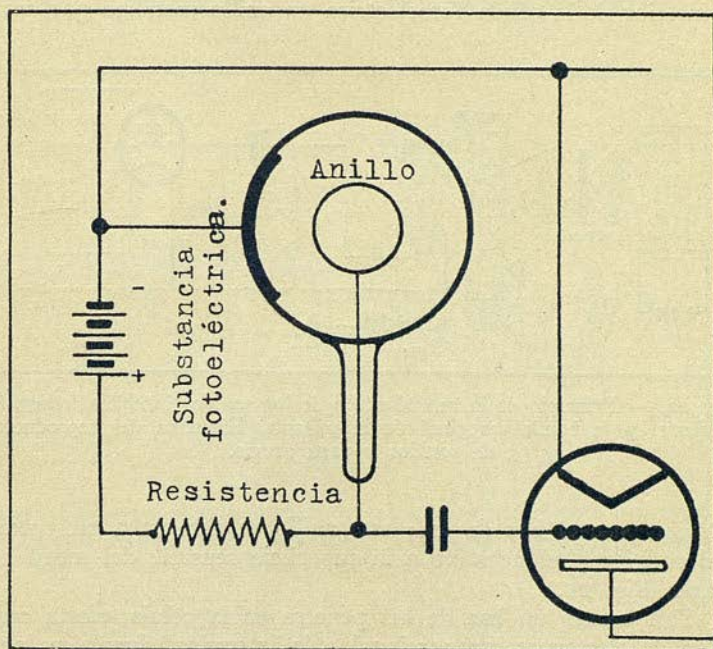 Anillo
Substancia
fotoeléctrica.
-
+
Resistencia